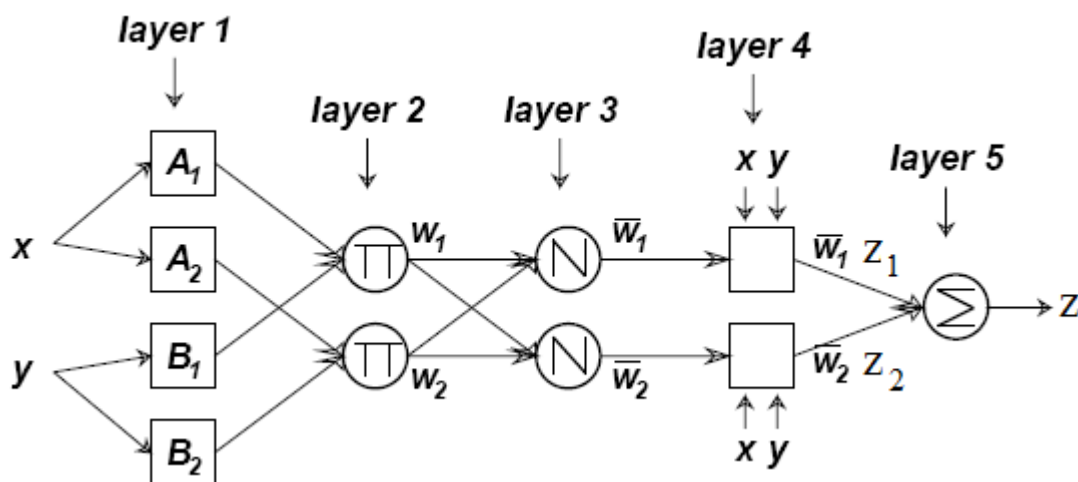 layer 1
layer 2
layer 3
layer 4
layer 5
x
y
A₁
A₂
B₁
B₂
Π
Π
w₁
w₂
N
N
w̅₁
w̅₂
x y
x y
w̅₁ z₁
w̅₂ z₂
Σ
z